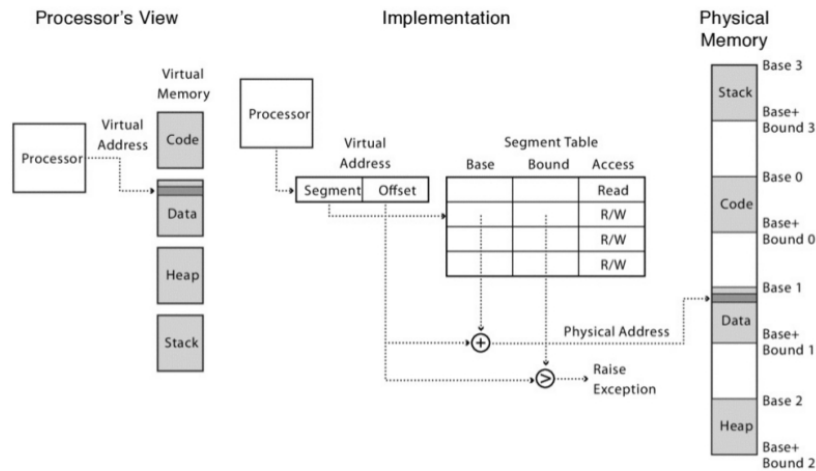 Processor's View
Implementation
Physical
Memory
Virtual
Memory
Virtual
Address
Processor
Code
Data
Heap
Stack
Processor
Virtual
Address
Segment Offset
Segment Table
Base Bound Access
Read
R/W
R/W
R/W
+
Physical Address
>
Raise
Exception
Base 3
Stack
Base+
Bound 3
Base 0
Code
Base+
Bound 0
Base 1
Data
Base+
Bound 1
Base 2
Heap
Base+
Bound 2